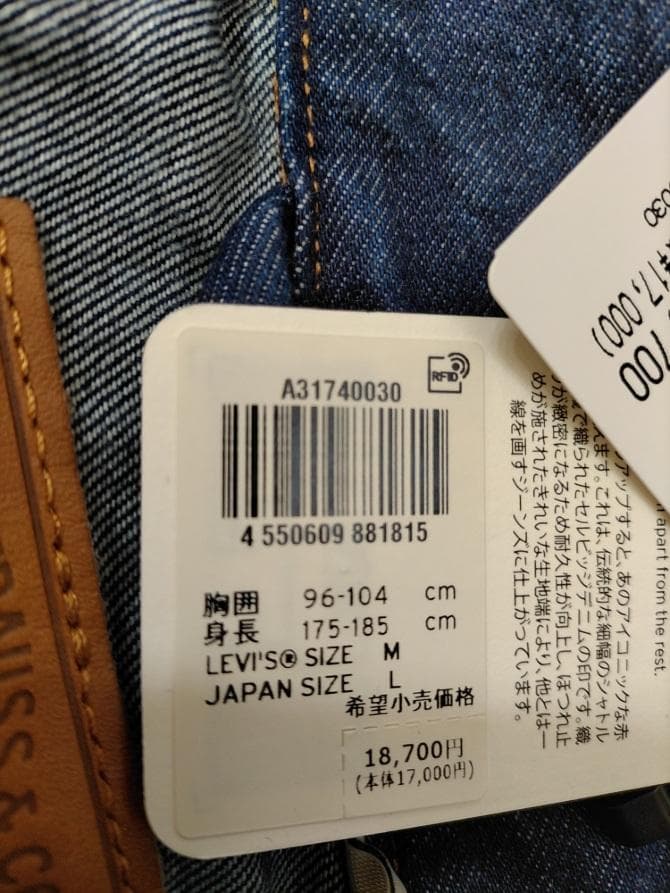 A31740030
RFID
4 550609 881815
胸囲 96-104 cm
身長 175-185 cm
LEVI'S® SIZE M
JAPAN SIZE L
希望小売価格
18,700円
(本体17,000円)
apart from the rest.
アップすると、あのアイコニックな赤
えます。これは、伝統的な細幅のシャトル
で織られたセルビッジデニムの印です。織
が緻密になるため耐久性が向上し、ほつれ止
めが施されたきれいな生地端により、他とは一
線を画すジーンズに仕上がっています。
030
700
¥17,000)
& CO